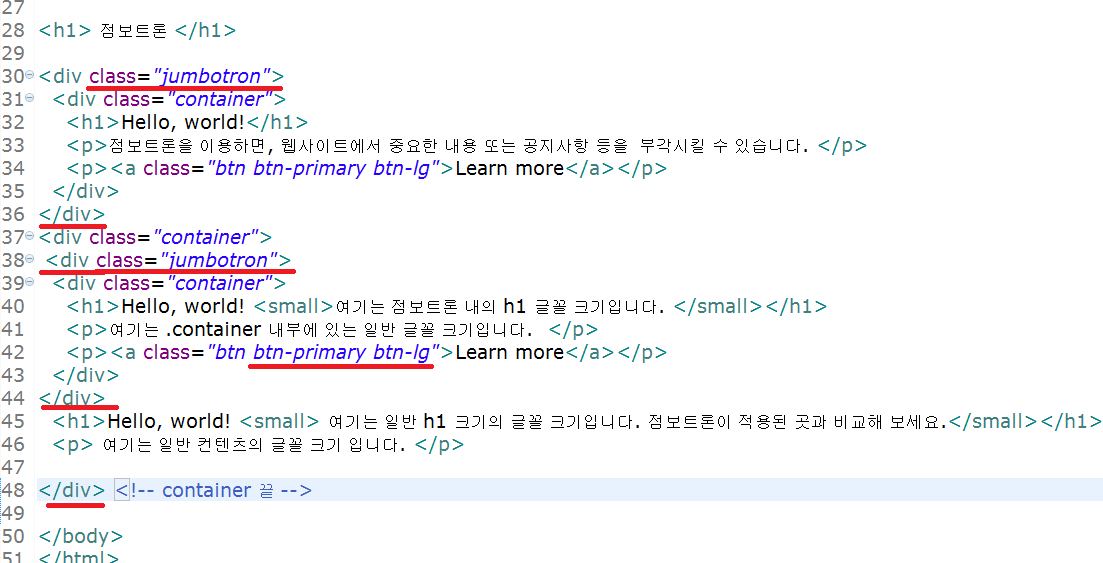 27
28 <h1> 점보트론 </h1>
29
30 <div class="jumbotron">
31 <div class="container">
32 <h1>Hello, world!</h1>
33 <p>점보트론을 이용하면, 웹사이트에서 중요한 내용 또는 공지사항 등을 부각시킬 수 있습니다. </p>
34 <p><a class="btn btn-primary btn-lg">Learn more</a></p>
35 </div>
36 </div>
37 <div class="container">
38 <div class="jumbotron">
39 <div class="container">
40 <h1>Hello, world! <small>여기는 점보트론 내의 h1 글꼴 크기입니다. </small></h1>
41 <p>여기는 .container 내부에 있는 일반 글꼴 크기입니다. </p>
42 <p><a class="btn btn-primary btn-lg">Learn more</a></p>
43 </div>
44 </div>
45 <h1>Hello, world! <small> 여기는 일반 h1 크기의 글꼴 크기입니다. 점보트론이 적용된 곳과 비교해 보세요.</small></h1>
46 <p> 여기는 일반 컨텐츠의 글꼴 크기 입니다. </p>
47
48 </div> <!-- container 끝 -->
49
50 </body>
51 </html>